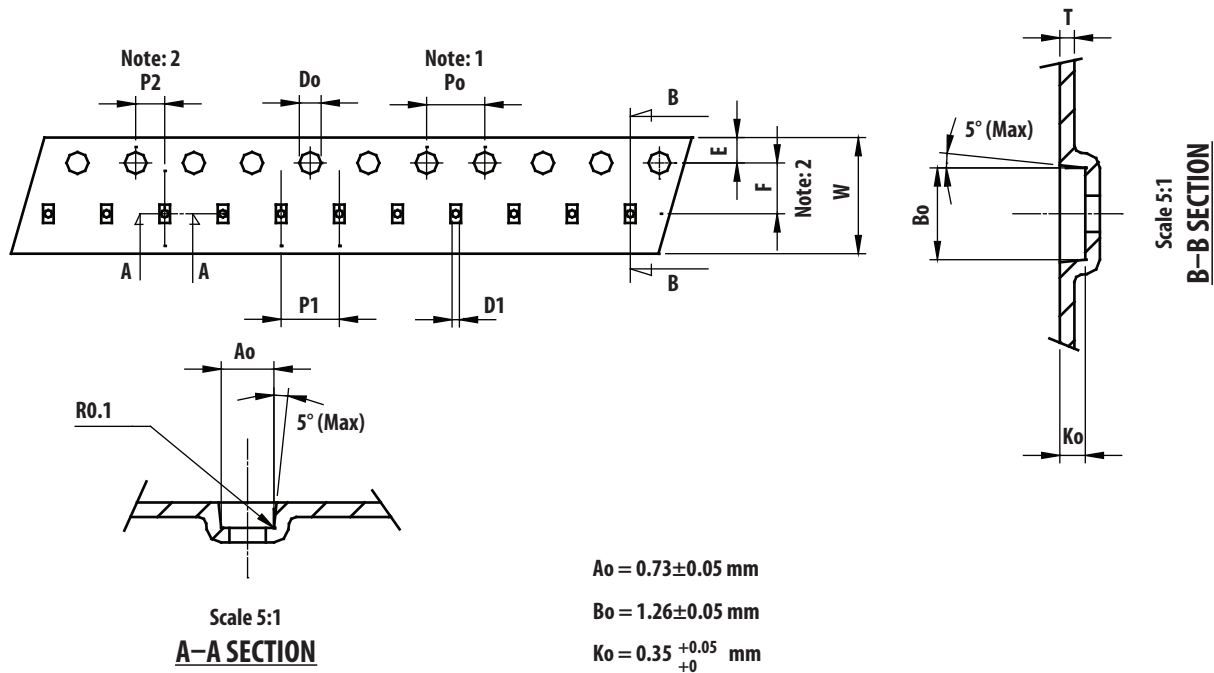 Note: 2
P2
Do
Note: 1
Po
B
E
F
Note: 2
W
A
A
B
P1
D1
T
5° (Max)
Bo
Ko
Scale 5:1
B–B SECTION
Ao
R0.1
5° (Max)
Scale 5:1
A–A SECTION
Ao = 0.73±0.05 mm
Bo = 1.26±0.05 mm
Ko = 0.35 +0.05 +0 mm